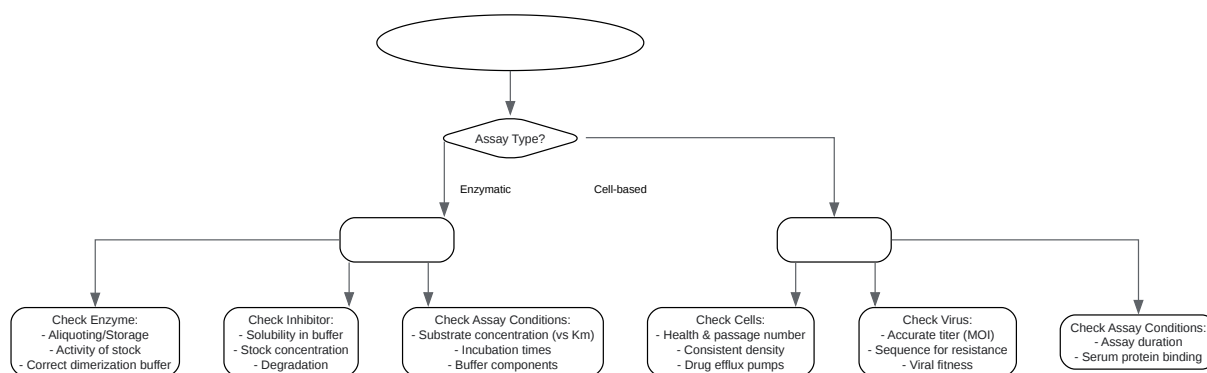 Assay Type?
Enzymatic
Cell-based
Check Enzyme:
- Aliquoting/Storage
- Activity of stock
- Correct dimerization buffer
Check Inhibitor:
- Solubility in buffer
- Stock concentration
- Degradation
Check Assay Conditions:
- Substrate concentration (vs Km)
- Incubation times
- Buffer components
Check Cells:
- Health & passage number
- Consistent density
- Drug efflux pumps
Check Virus:
- Accurate titer (MOI)
- Sequence for resistance
- Viral fitness
Check Assay Conditions:
- Assay duration
- Serum protein binding